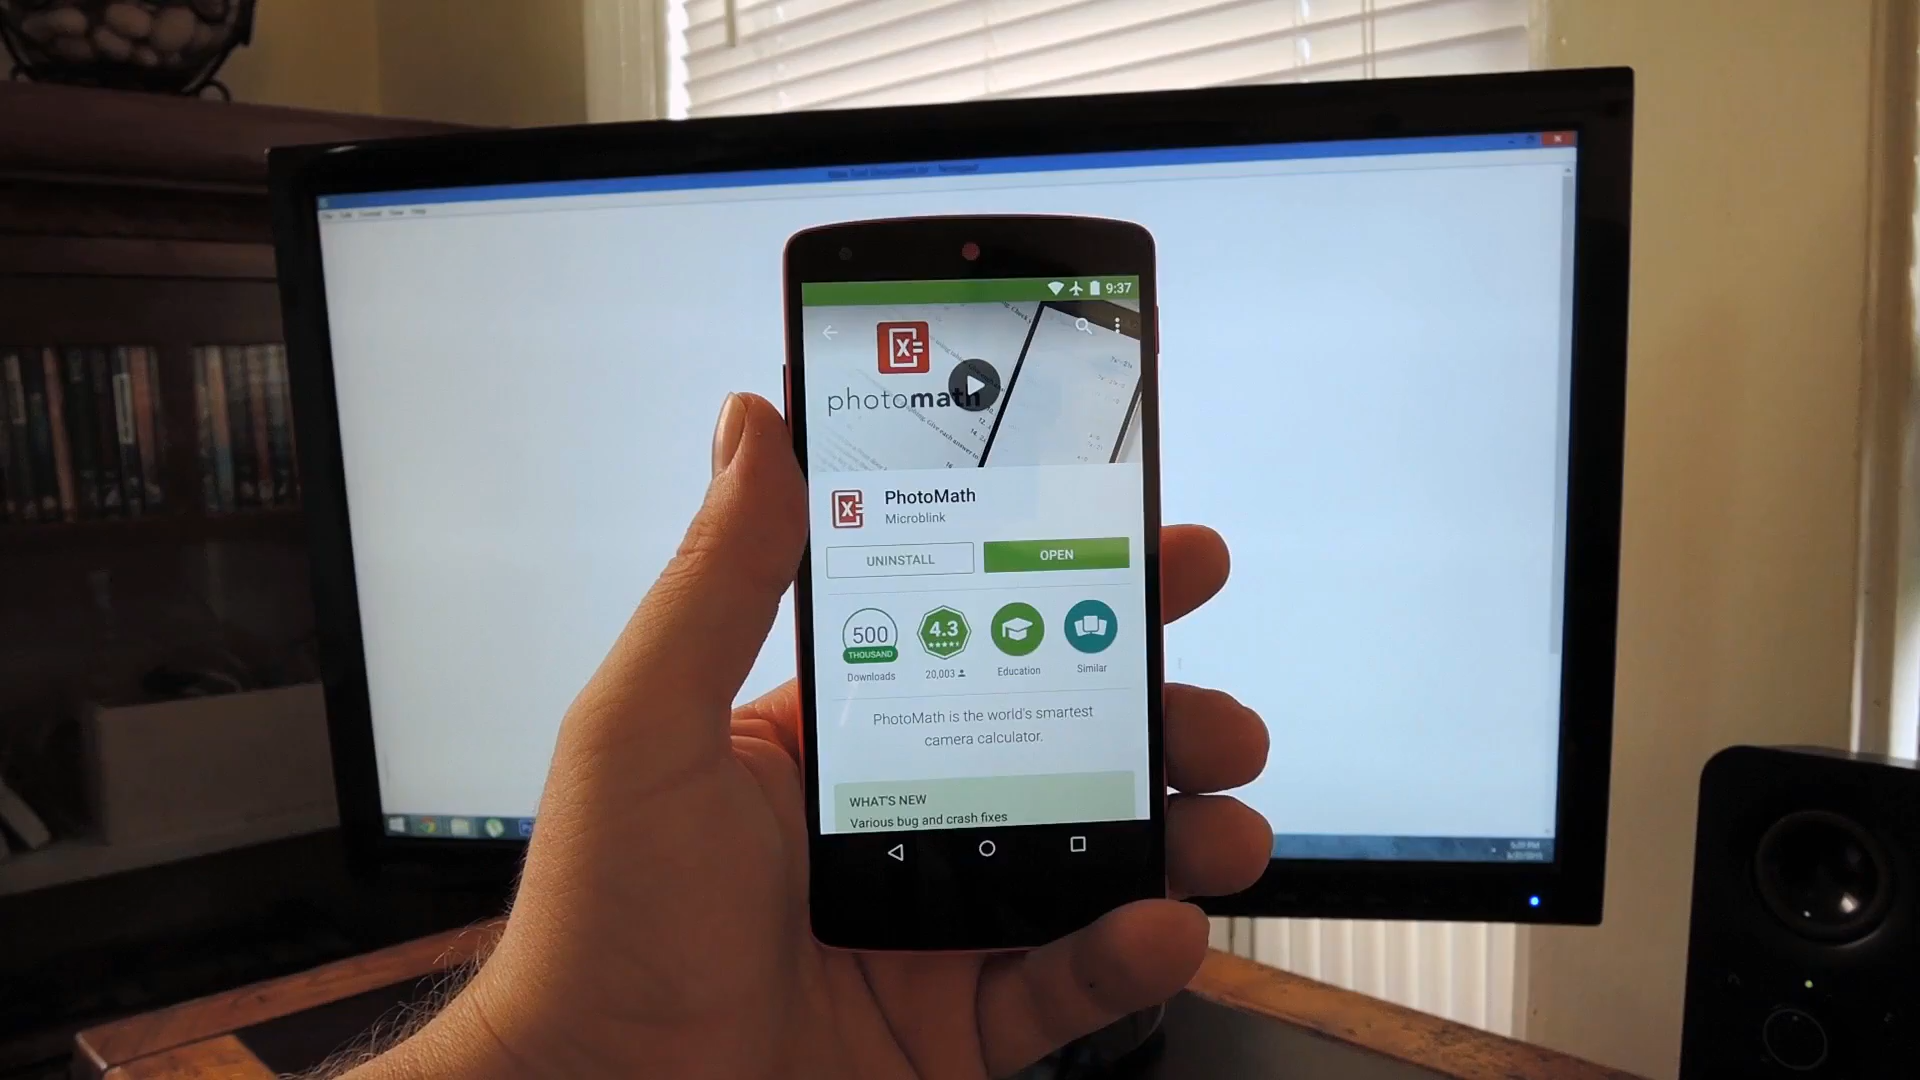 9:37
X=
photomath
PhotoMath
Microblink
UNINSTALL
OPEN
500
THOUSAND
Downloads
4.3
20,003
Education
Similar
PhotoMath is the world's smartest
camera calculator.
WHAT'S NEW
Various bug and crash fixes